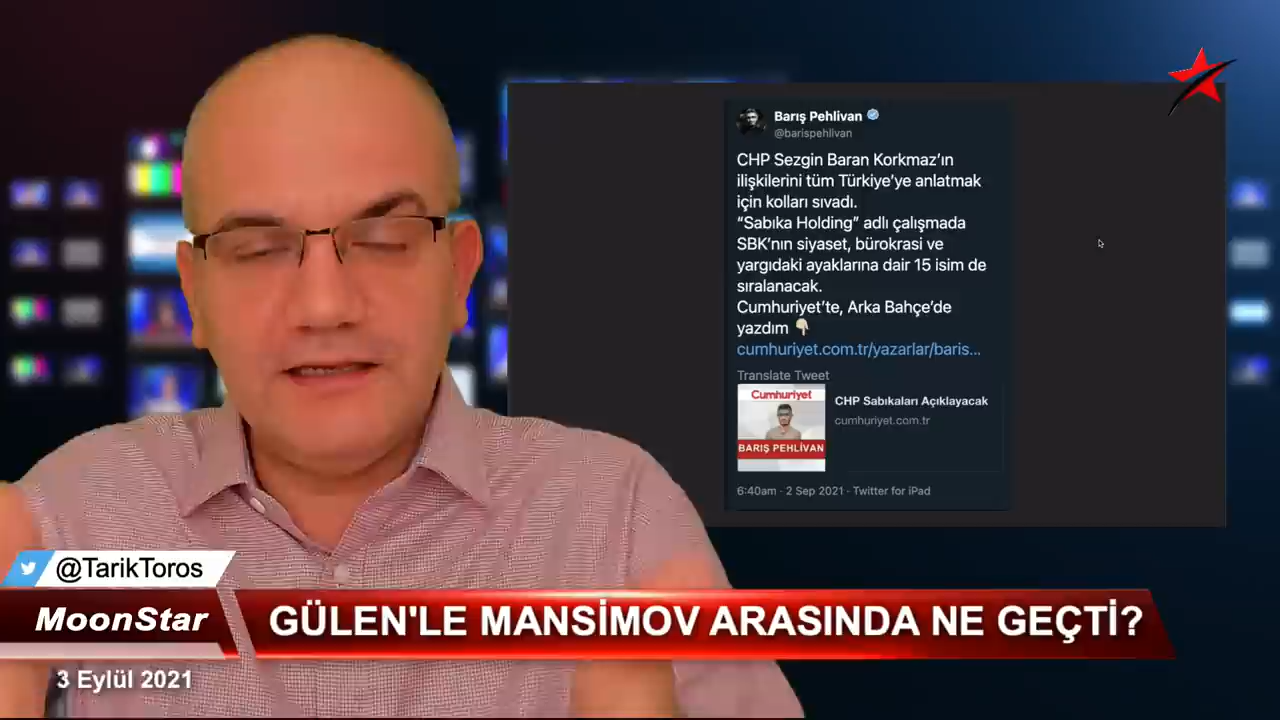 Barış Pehlivan
@barispehlivan
CHP Sezgin Baran Korkmaz’ın
ilişkilerini tüm Türkiye’ye anlatmak
için kolları sıvadı.
“Sabıka Holding” adlı çalışmada
SBK’nın siyaset, bürokrasi ve
yargıdaki ayaklarına dair 15 isim de
sıralanacak.
Cumhuriyet’te, Arka Bahçe’de
yazdım 👇🏻
cumhuriyet.com.tr/yazarlar/baris...
Translate Tweet
Cumhuriyet
BARIŞ PEHLİVAN
CHP Sabıkaları Açıklayacak
cumhuriyet.com.tr
6:40am · 2 Sep 2021 · Twitter for iPad
@TarikToros
MoonStar
GÜLEN'LE MANSİMOV ARASINDA NE GEÇTİ?
3 Eylül 2021